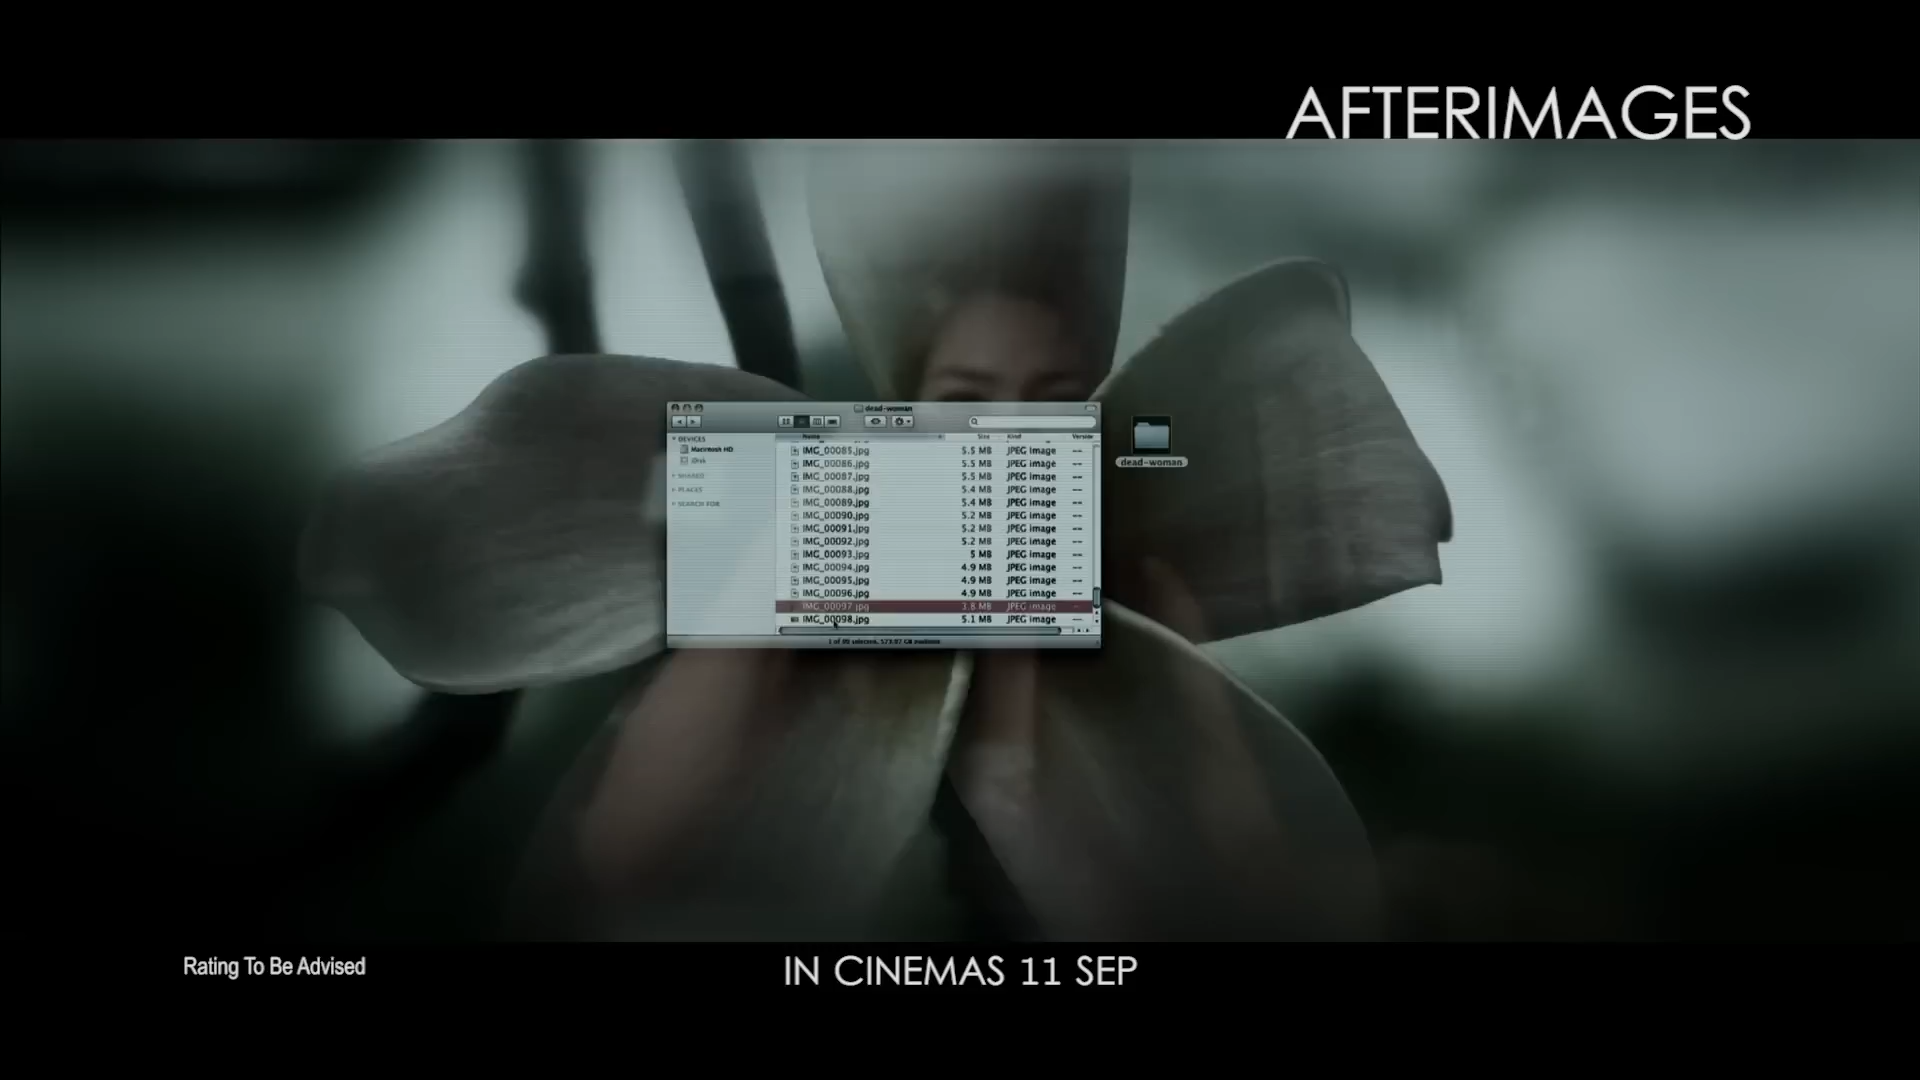 AFTERIMAGES
dead-woman
Name Size Kind Version
DEVICES
Macintosh HD
iDisk
SHARED
PLACES
SEARCH FOR
IMG_00085.jpg 5.5 MB JPEG image --
IMG_00086.jpg 5.5 MB JPEG image --
IMG_00087.jpg 5.5 MB JPEG image --
IMG_00088.jpg 5.4 MB JPEG image --
IMG_00089.jpg 5.4 MB JPEG image --
IMG_00090.jpg 5.2 MB JPEG image --
IMG_00091.jpg 5.2 MB JPEG image --
IMG_00092.jpg 5.2 MB JPEG image --
IMG_00093.jpg 5 MB JPEG image --
IMG_00094.jpg 4.9 MB JPEG image --
IMG_00095.jpg 4.9 MB JPEG image --
IMG_00096.jpg 4.9 MB JPEG image --
IMG_00097.jpg 3.8 MB JPEG image --
IMG_00098.jpg 5.1 MB JPEG image --
dead-woman
Rating To Be Advised
IN CINEMAS 11 SEP